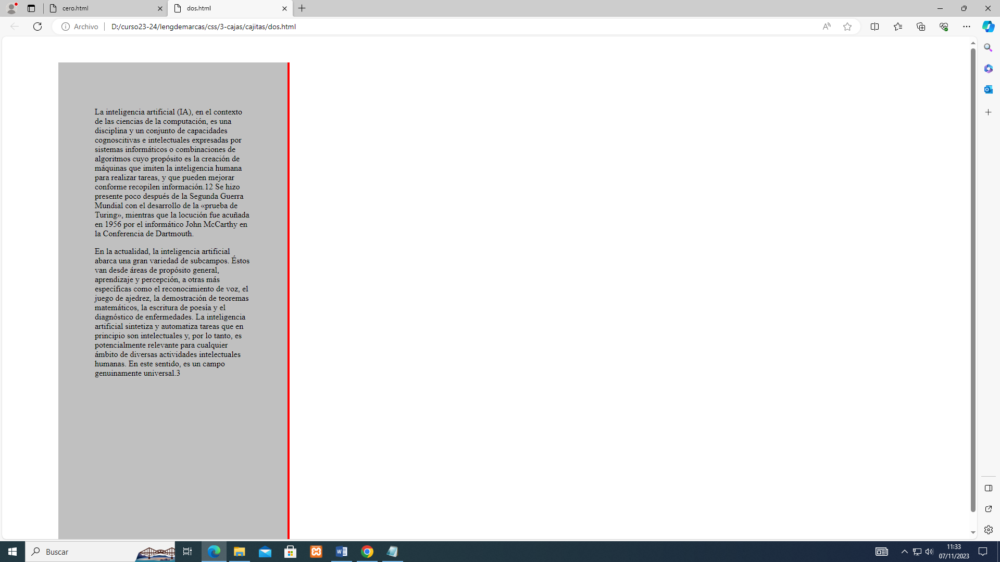 cero.html
dos.html
Archivo
D:/curso23-24/lengdemarcas/css/3-cajas/cajitas/dos.html
La inteligencia artificial (IA), en el contexto
de las ciencias de la computación, es una
disciplina y un conjunto de capacidades
cognoscitivas e intelectuales expresadas por
sistemas informáticos o combinaciones de
algoritmos cuyo propósito es la creación de
máquinas que imiten la inteligencia humana
para realizar tareas, y que pueden mejorar
conforme recopilen información.12 Se hizo
presente poco después de la Segunda Guerra
Mundial con el desarrollo de la «prueba de
Turing», mientras que la locución fue acuñada
en 1956 por el informático John McCarthy en
la Conferencia de Dartmouth.
En la actualidad, la inteligencia artificial
abarca una gran variedad de subcampos. Éstos
van desde áreas de propósito general,
aprendizaje y percepción, a otras más
específicas como el reconocimiento de voz, el
juego de ajedrez, la demostración de teoremas
matemáticos, la escritura de poesía y el
diagnóstico de enfermedades. La inteligencia
artificial sintetiza y automatiza tareas que en
principio son intelectuales y, por lo tanto, es
potencialmente relevante para cualquier
ámbito de diversas actividades intelectuales
humanas. En este sentido, es un campo
genuinamente universal.3
Buscar
11:33
07/11/2023